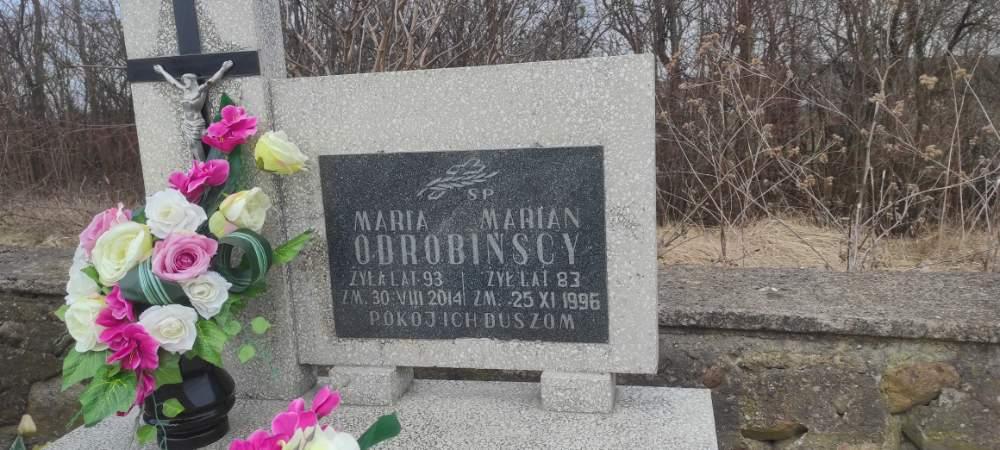 ŚP
MARIA MARIAN
ODROBIŃSCY
ŻYŁA LAT 93 ŻYŁ LAT 83
ZM. 30 VIII 2014 ZM. 25 XI 1996
POKÓJ ICH DUSZOM